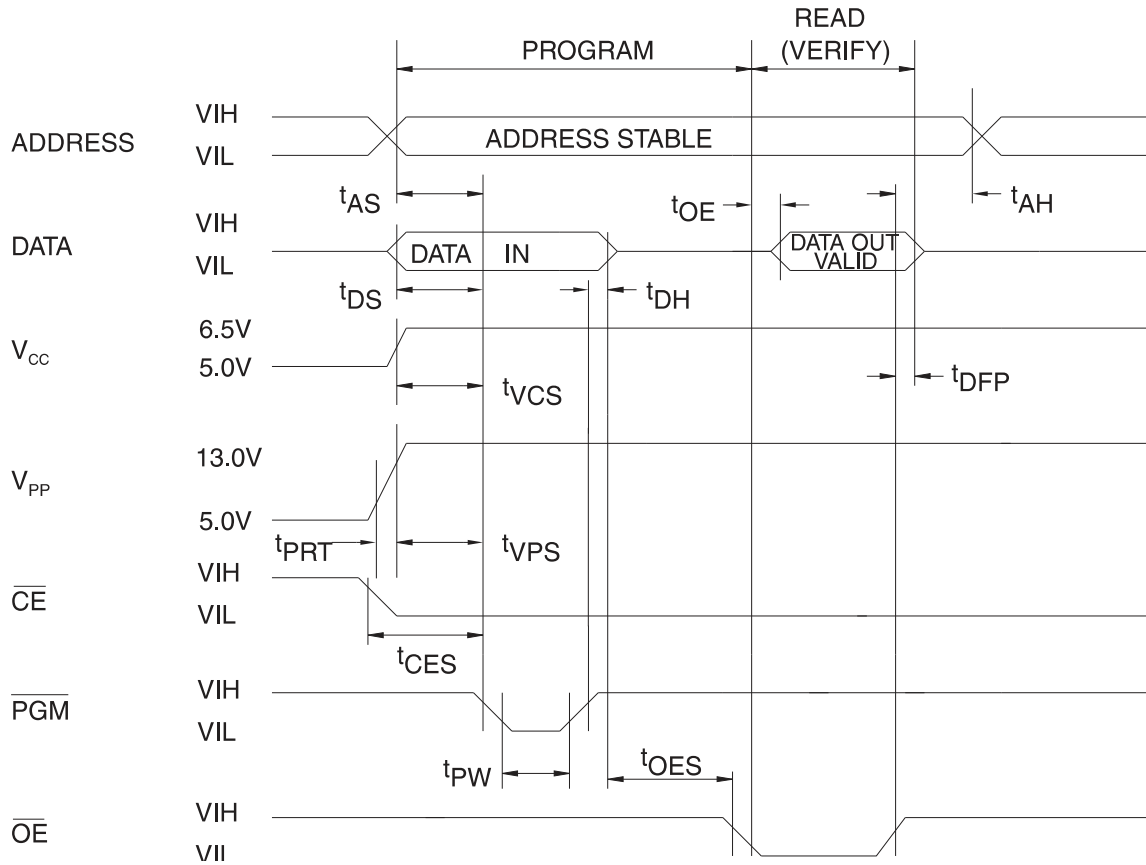 READ
PROGRAM (VERIFY)
ADDRESS VIH VIL ADDRESS STABLE
tAS tOE tAH
DATA VIH VIL DATA IN DATA OUT VALID
tDS tDH
VCC 6.5V 5.0V
tVCS tDFP
VPP 13.0V 5.0V
tPRT tVPS
CE VIH VIL
tCES
PGM VIH VIL
tPW tOES
OE VIH VIL